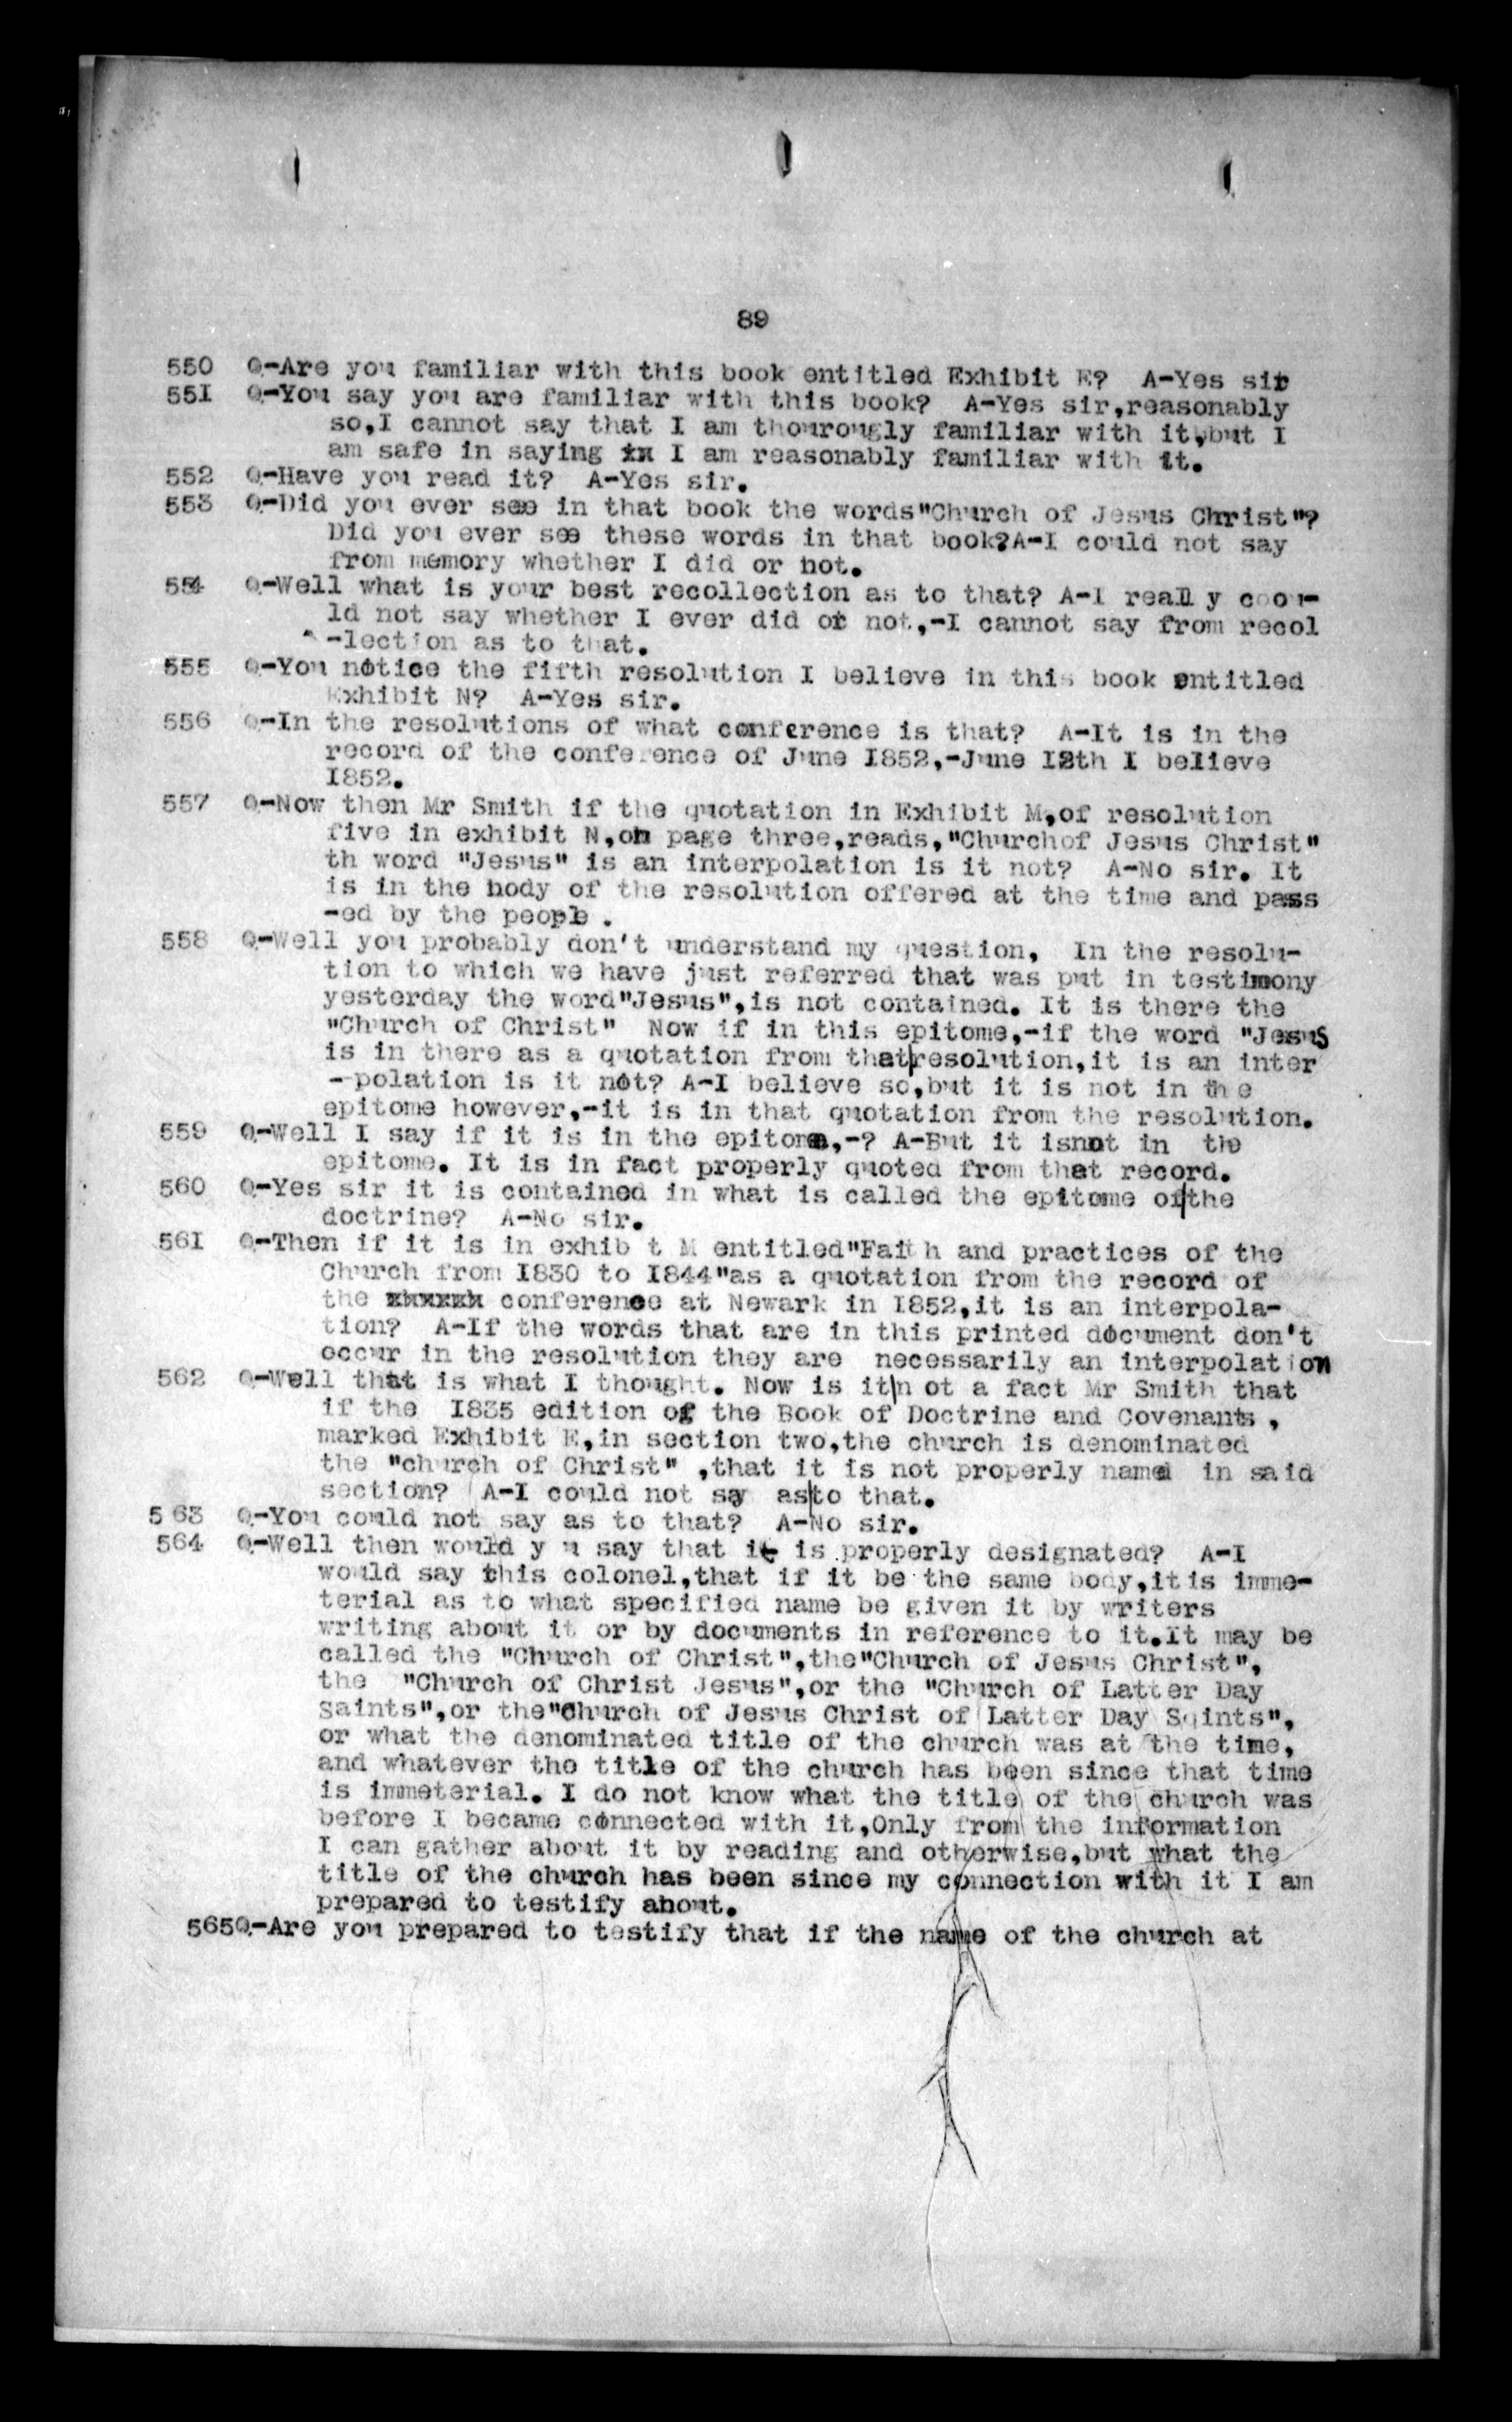 89
550 Q-Are you familiar with this book entitled Exhibit E? A-Yes sir
551 Q-You say you are familiar with this book? A-Yes sir,reasonably
so,I cannot say that I am thourougly familiar with it,but I
am safe in saying tx I am reasonably familiar with it.
552 Q-Have you read it? A-Yes sir.
553 Q-Did you ever see in that book the words"Church of Jesus Christ"?
Did you ever see these words in that book?A-I could not say
from memory whether I did or not.
554 Q-Well what is your best recollection as to that? A-I reall y coou-
ld not say whether I ever did or not,-I cannot say from recol
-lection as to that.
555 Q-You notice the fifth resolution I believe in this book entitled
Exhibit N? A-Yes sir.
556 Q-In the resolutions of what conference is that? A-It is in the
record of the conference of June I852,-June I2th I believe
I852.
557 Q-Now then Mr Smith if the quotation in Exhibit M,of resolution
five in exhibit N,on page three,reads,"Churchof Jesus Christ"
th word "Jesus" is an interpolation is it not? A-No sir. It
is in the body of the resolution offered at the time and pass
-ed by the people .
558 Q-Well you probably don't understand my question, In the resolu-
tion to which we have just referred that was put in testimony
yesterday the word"Jesus",is not contained. It is there the
"Church of Christ" Now if in this epitome,-if the word "Jesus
is in there as a quotation from that|resolution,it is an inter
-polation is it not? A-I believe so,but it is not in the
epitome however,-it is in that quotation from the resolution.
559 Q-Well I say if it is in the epitome,-? A-But it isnot in the
epitome. It is in fact properly quoted from that record.
560 Q-Yes sir it is contained in what is called the epitome of|the
doctrine? A-No sir.
561 Q-Then if it is in exhib t M entitled"Faith and practices of the
Church from I830 to I844"as a quotation from the record of
the xxxxxx conference at Newark in I852,it is an interpola-
tion? A-If the words that are in this printed document don't
occur in the resolution they are necessarily an interpolation
562 Q-Well that is what I thought. Now is it|n ot a fact Mr Smith that
if the I835 edition of the Book of Doctrine and Covenants ,
marked Exhibit E,in section two,the church is denominated
the "church of Christ" ,that it is not properly named in said
section? A-I could not say as|to that.
5 63 Q-You could not say as to that? A-No sir.
564 Q-Well then would y u say that it is properly designated? A-I
would say this colonel,that if it be the same body,it is imme-
terial as to what specified name be given it by writers
writing about it or by documents in reference to it.It may be
called the "Church of Christ",the"Church of Jesus Christ",
the "Church of Christ Jesus",or the "Church of Latter Day
Saints",or the"Church of Jesus Christ of Latter Day Saints",
or what the denominated title of the church was at the time,
and whatever the title of the church has been since that time
is immeterial. I do not know what the title of the church was
before I became connected with it,Only from the information
I can gather about it by reading and otherwise,but what the
title of the church has been since my connection with it I am
prepared to testify about.
565Q-Are you prepared to testify that if the name of the church at